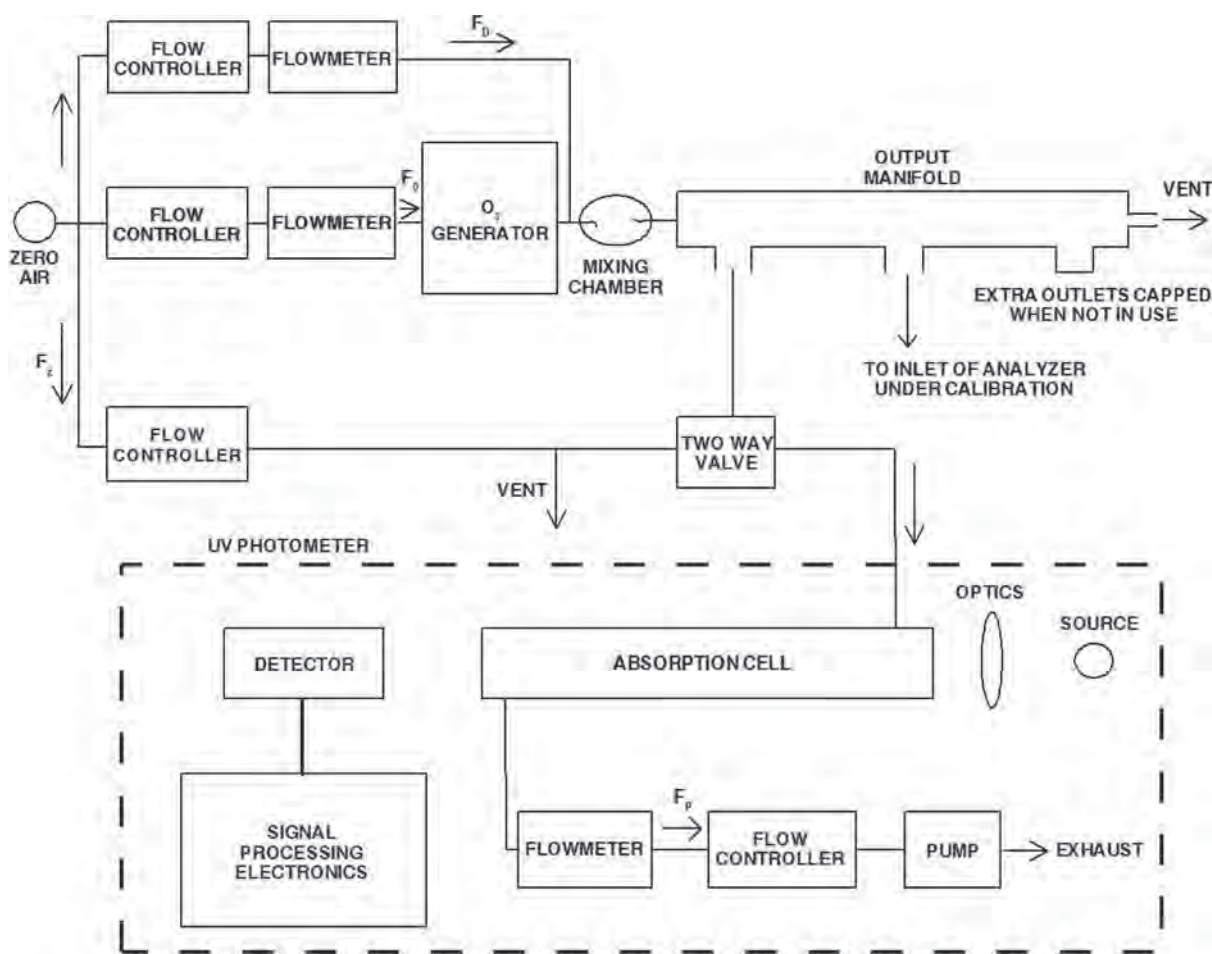 F_D
FLOW
CONTROLLER
FLOWMETER
F_0
O_3
GENERATOR
FLOW
CONTROLLER
FLOWMETER
ZERO
AIR
MIXING
CHAMBER
OUTPUT
MANIFOLD
VENT
EXTRA OUTLETS CAPPED
WHEN NOT IN USE
TO INLET OF ANALYZER
UNDER CALIBRATION
F_z
FLOW
CONTROLLER
TWO WAY
VALVE
VENT
UV PHOTOMETER
OPTICS
SOURCE
DETECTOR
ABSORPTION CELL
SIGNAL
PROCESSING
ELECTRONICS
F_p
FLOWMETER
FLOW
CONTROLLER
PUMP
EXHAUST